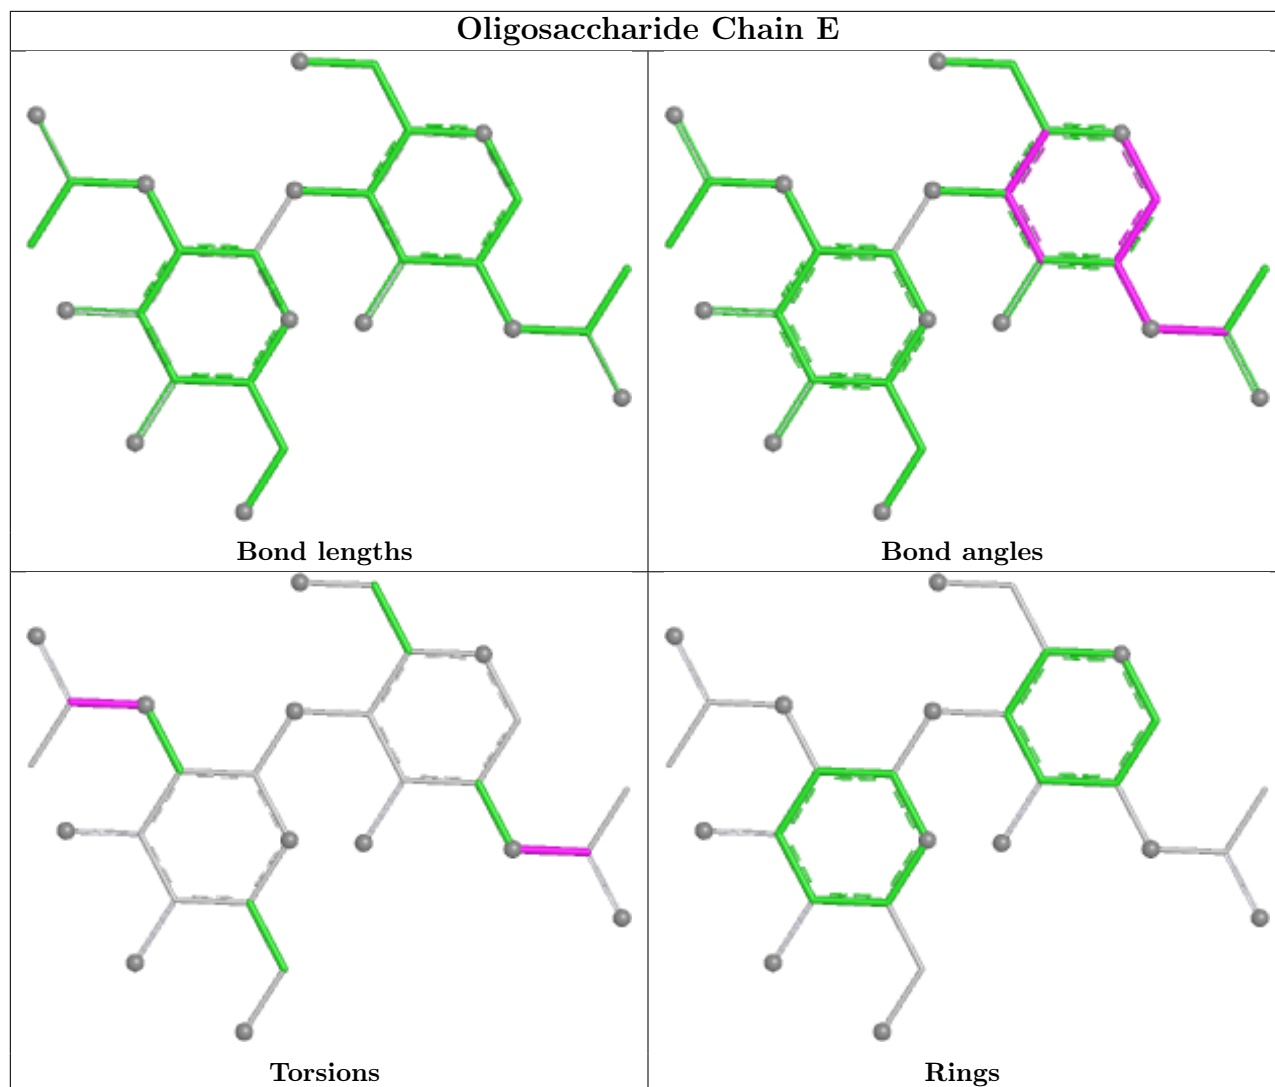 Oligosaccharide Chain E
Bond lengths
Bond angles
Torsions
Rings